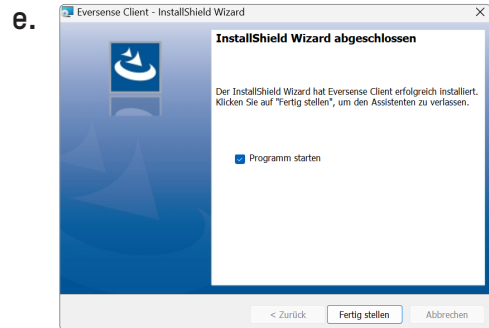 e.
Eversense Client - InstallShield Wizard
InstallShield Wizard abgeschlossen
Der InstallShield Wizard hat Eversense Client erfolgreich installiert.
Klicken Sie auf "Fertig stellen", um den Assistenten zu verlassen.
Programm starten
< Zurück Fertig stellen Abbrechen